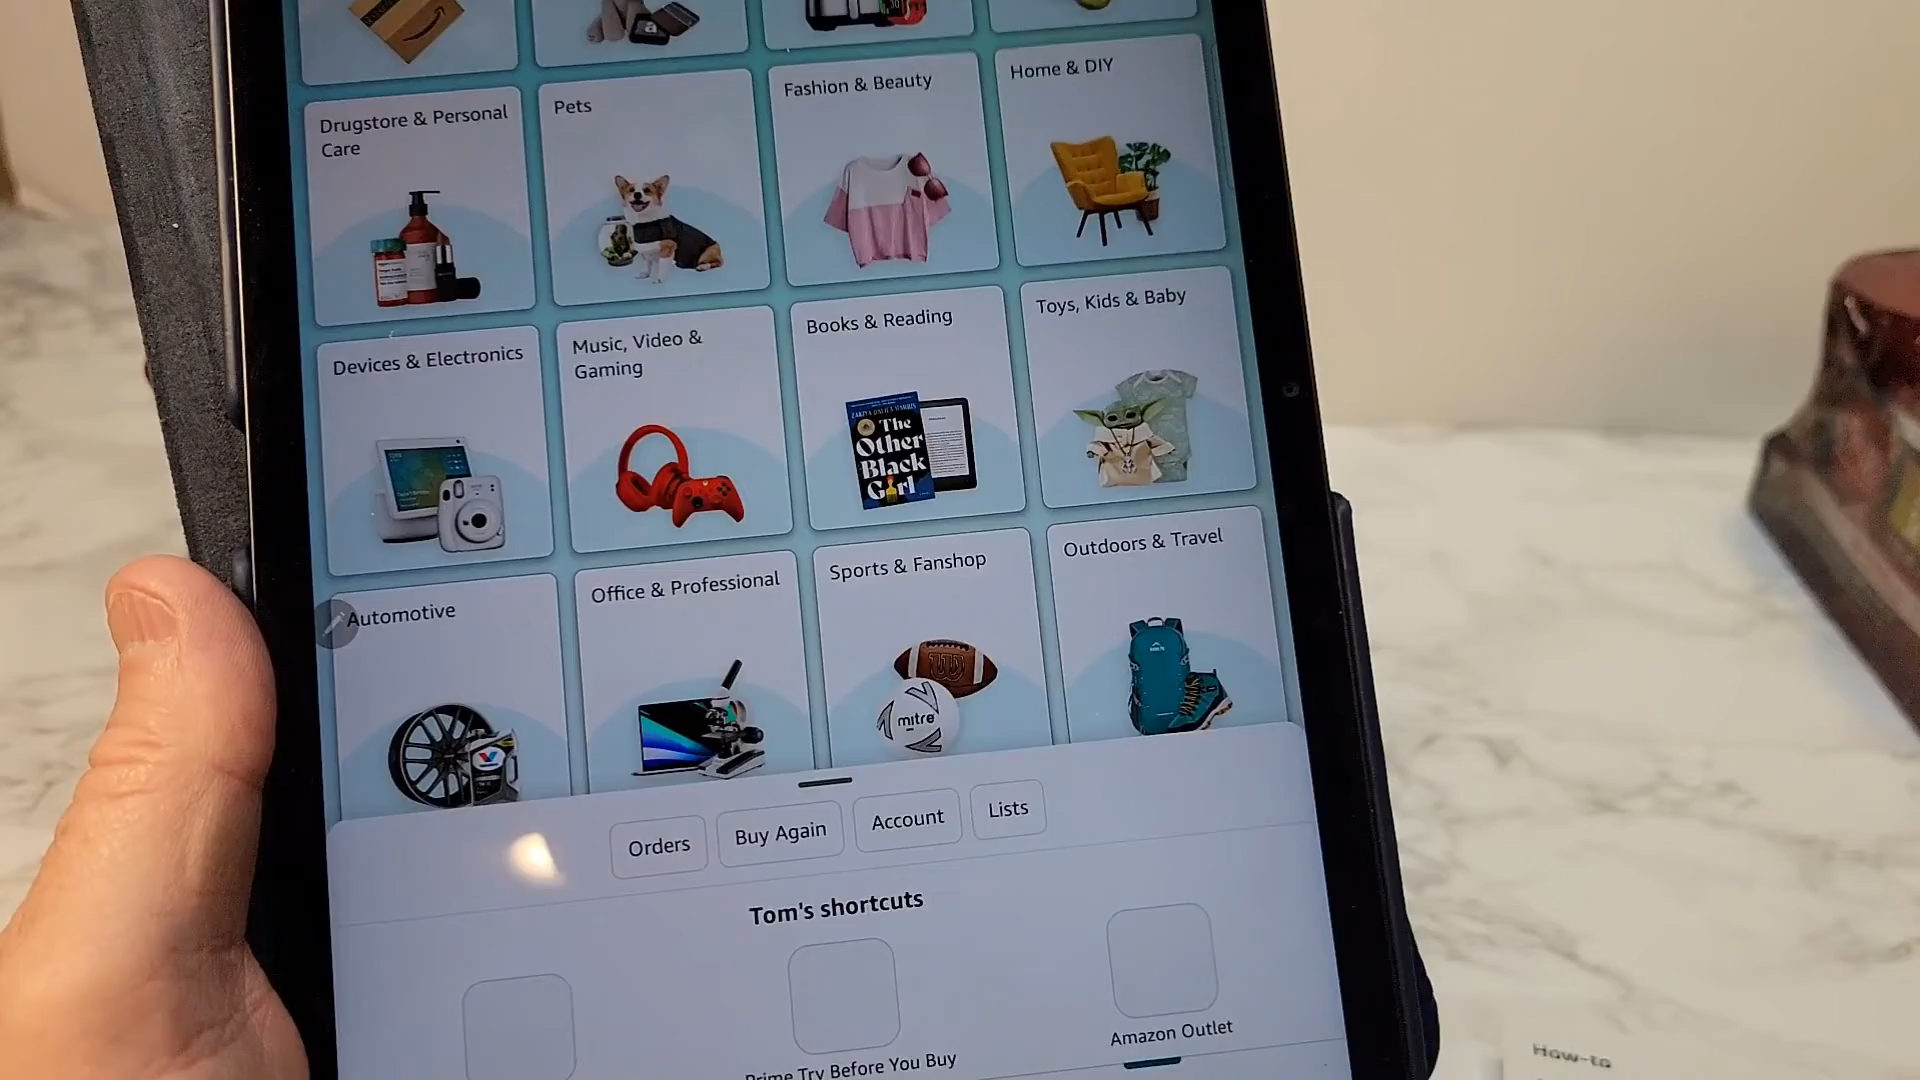 Drugstore & Personal
Care
Pets
Fashion & Beauty
Home & DIY
Devices & Electronics
Music, Video &
Gaming
Books & Reading
The
Other
Black
Girl
Toys, Kids & Baby
Automotive
Office & Professional
Sports & Fanshop
mitre
Outdoors & Travel
Orders
Buy Again
Account
Lists
Tom's shortcuts
Prime Try Before You Buy
Amazon Outlet
How-to